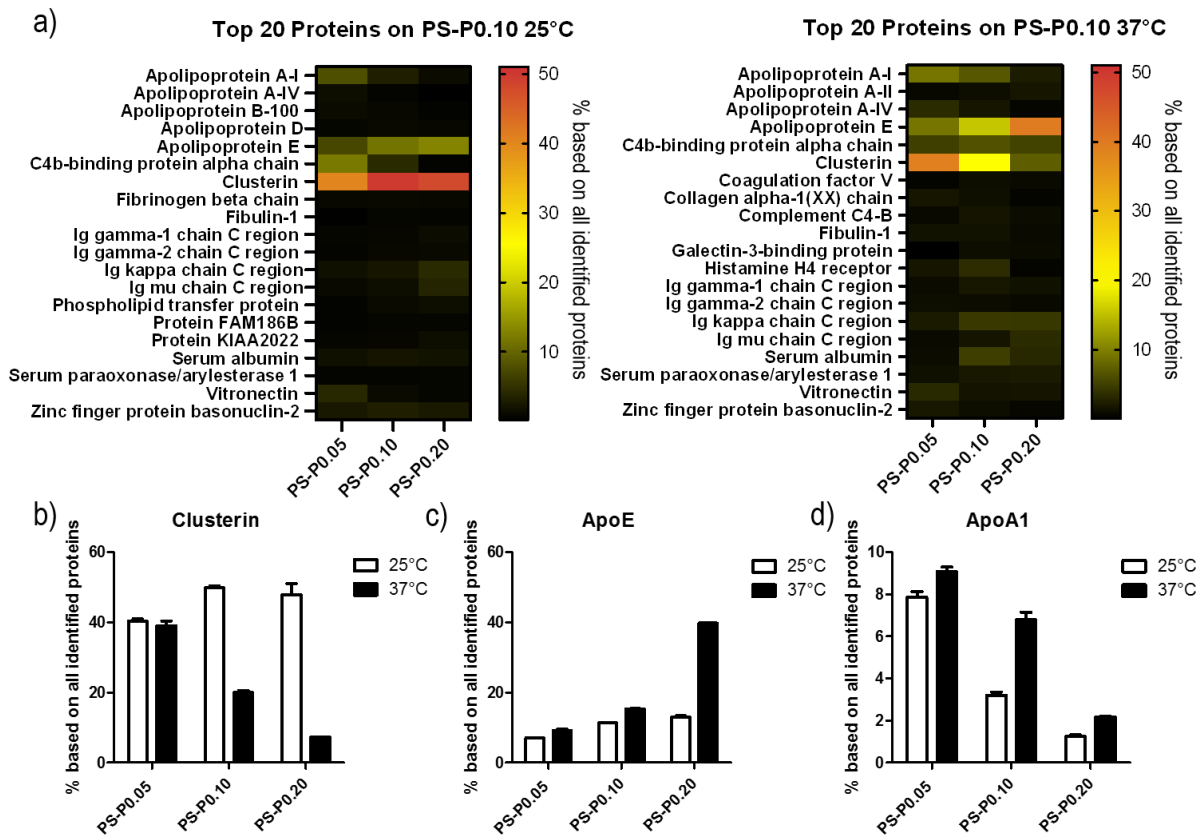 a)
Top 20 Proteins on PS-P0.10 25°C
Apolipoprotein A-I
Apolipoprotein A-IV
Apolipoprotein B-100
Apolipoprotein D
Apolipoprotein E
C4b-binding protein alpha chain
Clusterin
Fibrinogen beta chain
Fibulin-1
Ig gamma-1 chain C region
Ig gamma-2 chain C region
Ig kappa chain C region
Ig mu chain C region
Phospholipid transfer protein
Protein FAM186B
Protein KIAA2022
Serum albumin
Serum paraoxonase/arylesterase 1
Vitronectin
Zinc finger protein basonuclin-2
PS-P0.05
PS-P0.10
PS-P0.20
50
40
30
20
10
% based on all identified proteins
Top 20 Proteins on PS-P0.10 37°C
Apolipoprotein A-I
Apolipoprotein A-II
Apolipoprotein A-IV
Apolipoprotein E
C4b-binding protein alpha chain
Clusterin
Coagulation factor V
Collagen alpha-1(XX) chain
Complement C4-B
Fibulin-1
Galectin-3-binding protein
Histamine H4 receptor
Ig gamma-1 chain C region
Ig gamma-2 chain C region
Ig kappa chain C region
Ig mu chain C region
Serum albumin
Serum paraoxonase/arylesterase 1
Vitronectin
Zinc finger protein basonuclin-2
PS-P0.05
PS-P0.10
PS-P0.20
50
40
30
20
10
% based on all identified proteins
b)
Clusterin
% based on all identified proteins
60
40
20
0
PS-P0.05
PS-P0.10
PS-P0.20
25°C
37°C
c)
ApoE
% based on all identified proteins
60
40
20
0
PS-P0.05
PS-P0.10
PS-P0.20
25°C
37°C
d)
ApoA1
% based on all identified proteins
10
8
6
4
2
0
PS-P0.05
PS-P0.10
PS-P0.20
25°C
37°C